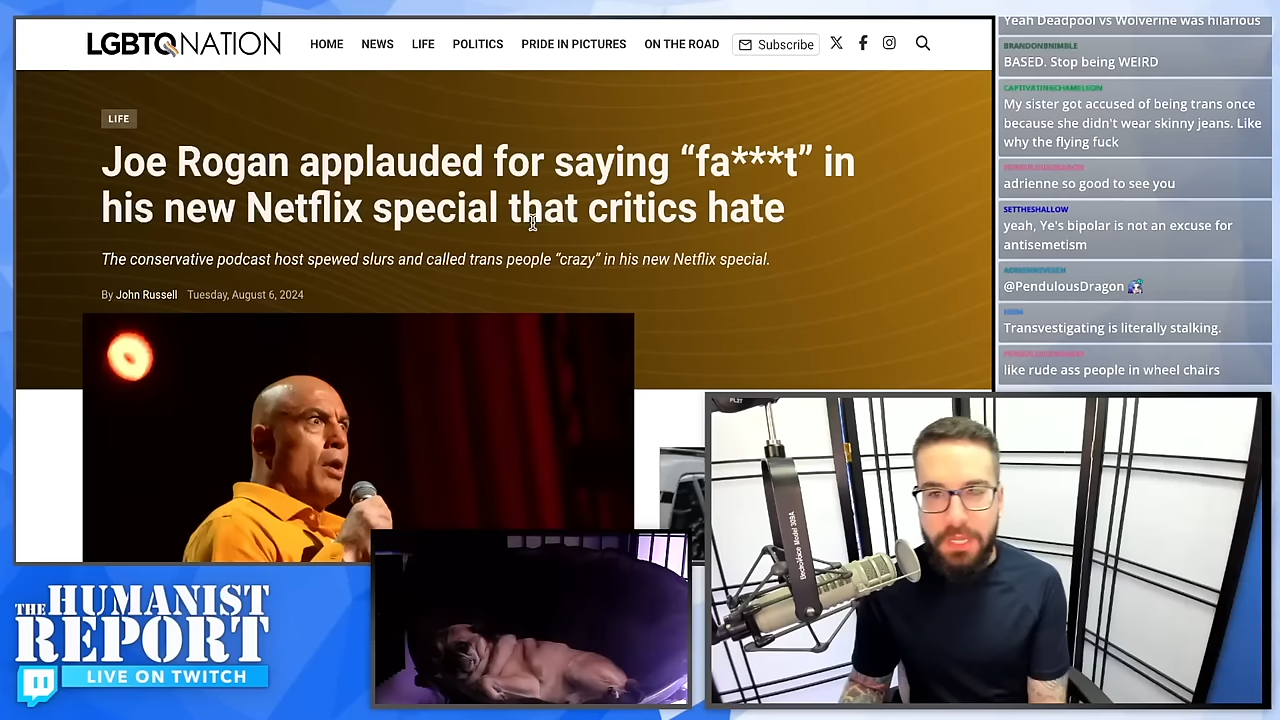 LGBTQNATION
HOME NEWS LIFE POLITICS PRIDE IN PICTURES ON THE ROAD Subscribe
LIFE
Joe Rogan applauded for saying “fa***t” in
his new Netflix special that critics hate
The conservative podcast host spewed slurs and called trans people “crazy” in his new Netflix special.
By John Russell Tuesday, August 6, 2024
Yeah Deadpool vs Wolverine was hilarious
BRANDONBNIMBLE
BASED. Stop being WEIRD
CAPTIVATINGCHAMELEON
My sister got accused of being trans once
because she didn't wear skinny jeans. Like
why the flying fuck
adrienne so good to see you
SETTHESHALLOW
yeah, Ye's bipolar is not an excuse for
antisemetism
@PendulousDragon
Transvestigating is literally stalking.
like rude ass people in wheel chairs
PL27
Electro-Voice Model 309A
THE HUMANIST
REPORT
LIVE ON TWITCH